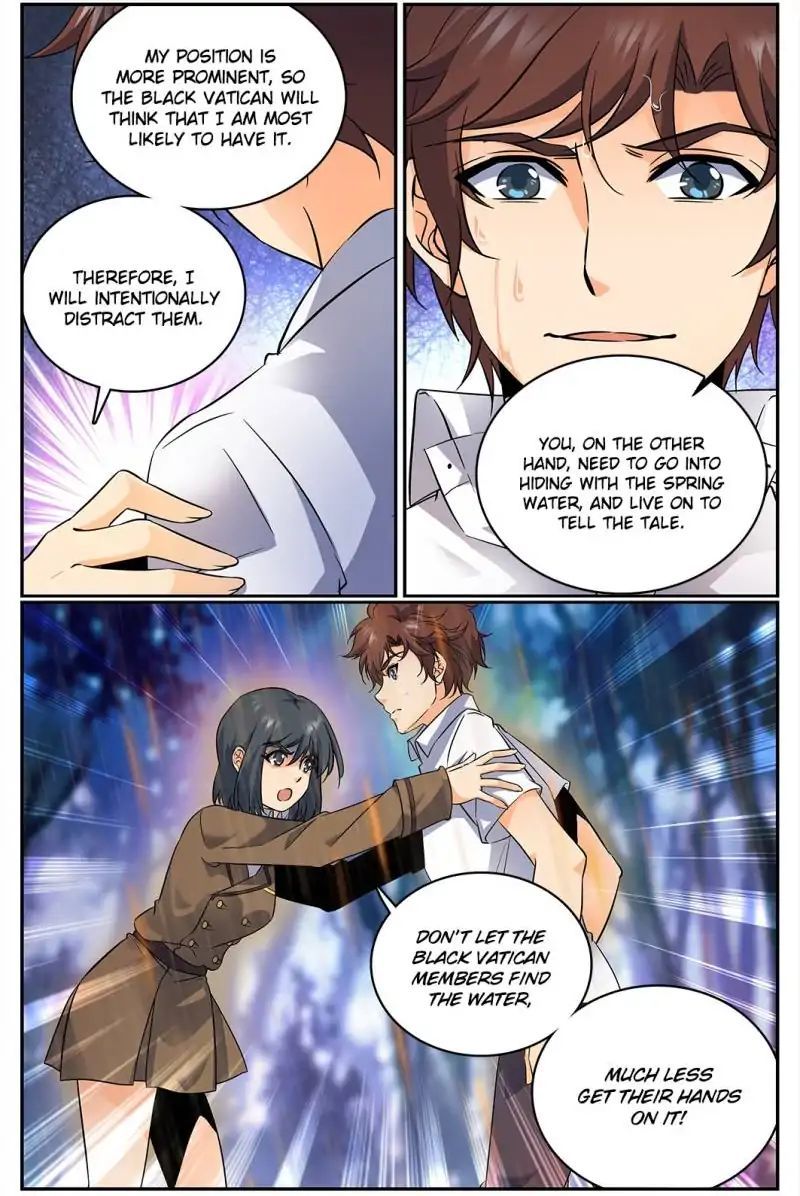 MY POSITION IS
MORE PROMINENT, SO
THE BLACK VATICAN WILL
THINK THAT I AM MOST
LIKELY TO HAVE IT.
THEREFORE, I
WILL INTENTIONALLY
DISTRACT THEM.
YOU, ON THE OTHER
HAND, NEED TO GO INTO
HIDING WITH THE SPRING
WATER, AND LIVE ON TO
TELL THE TALE.
DON'T LET THE
BLACK VATICAN
MEMBERS FIND
THE WATER,
MUCH LESS
GET THEIR HANDS
ON IT!